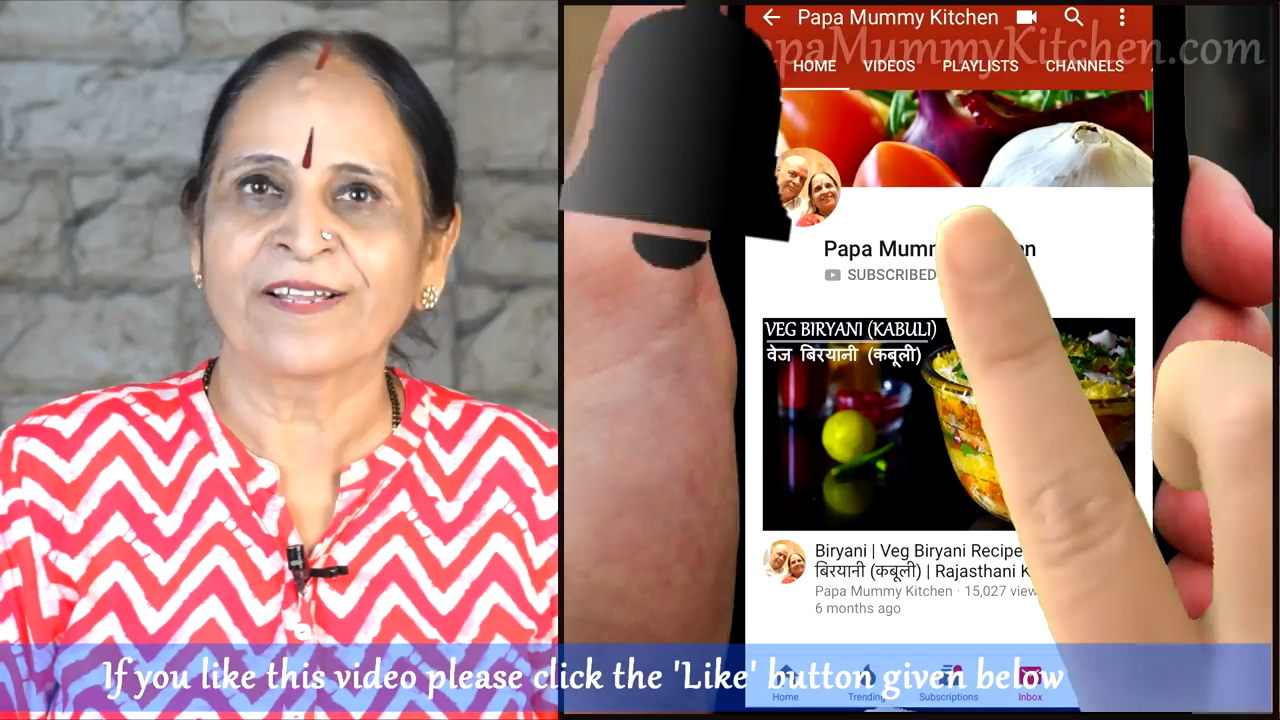 Papa Mummy Kitchen
PapaMummyKitchen.com
HOME VIDEOS PLAYLISTS CHANNELS
SUBSCRIBED
VEG BIRYANI (KABULI)
वेज बिरयानी (कबूली)
Biryani | Veg Biryani Recipe
बिरयानी (कबूली) | Rajasthani K
Papa Mummy Kitchen · 15,027 view
6 months ago
If you like this video please click the 'Like' button given below
Home Trending Subscriptions Inbox